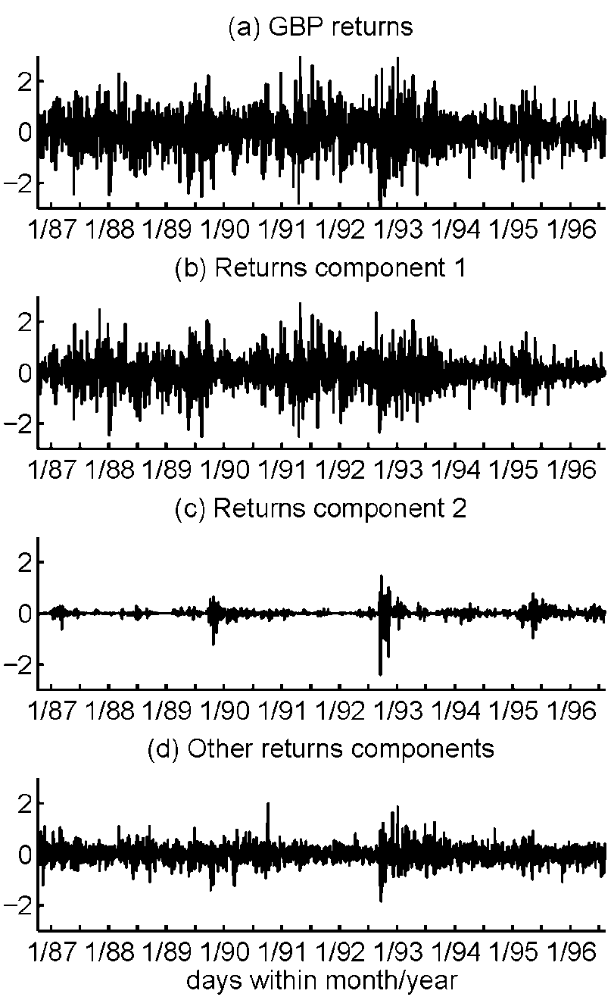 (a) GBP returns
2
0
−2
1/87 1/88 1/89 1/90 1/91 1/92 1/93 1/94 1/95 1/96
(b) Returns component 1
2
0
−2
1/87 1/88 1/89 1/90 1/91 1/92 1/93 1/94 1/95 1/96
(c) Returns component 2
2
0
−2
1/87 1/88 1/89 1/90 1/91 1/92 1/93 1/94 1/95 1/96
(d) Other returns components
2
0
−2
1/87 1/88 1/89 1/90 1/91 1/92 1/93 1/94 1/95 1/96
days within month/year